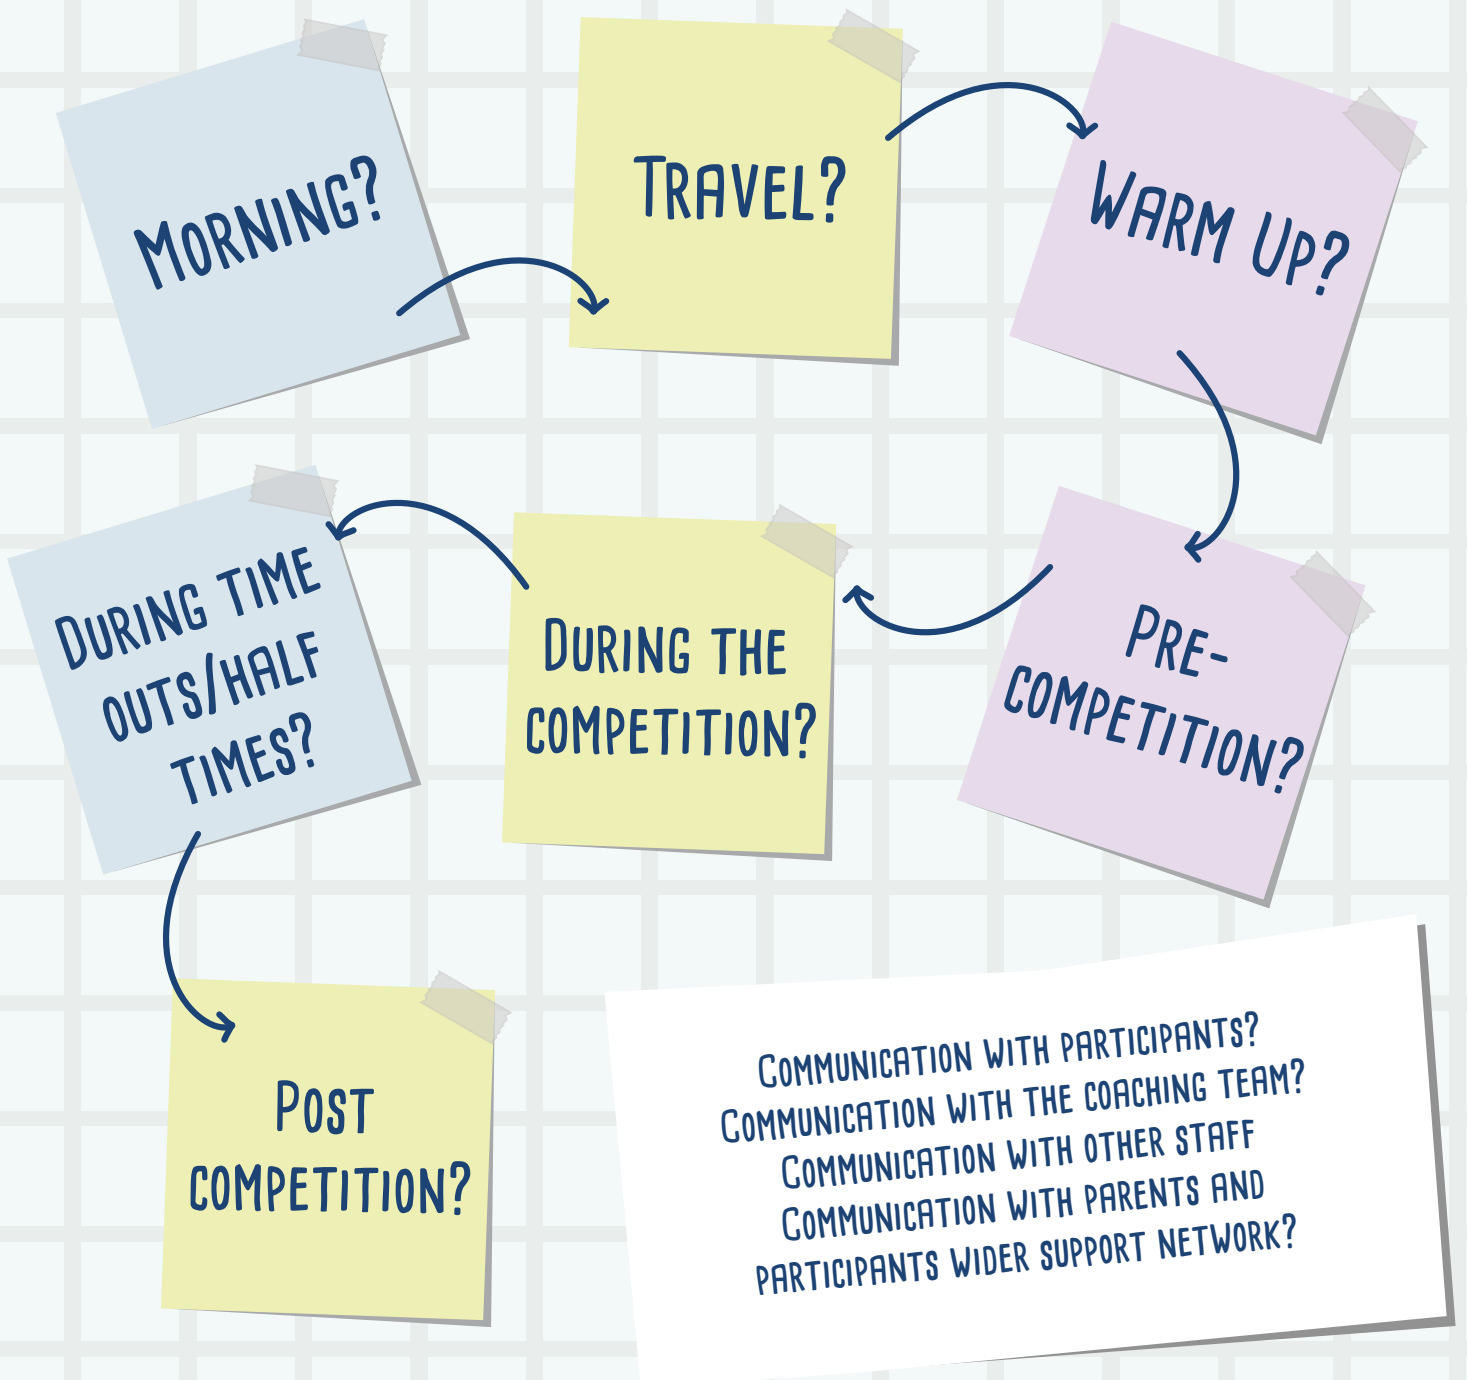 Morning?
Travel?
Warm Up?
Pre-
competition?
During the
competition?
During time
outs/half
times?
Post
competition?
Communication with participants?
Communication with the coaching team?
Communication with other staff
Communication with parents and
participants wider support network?